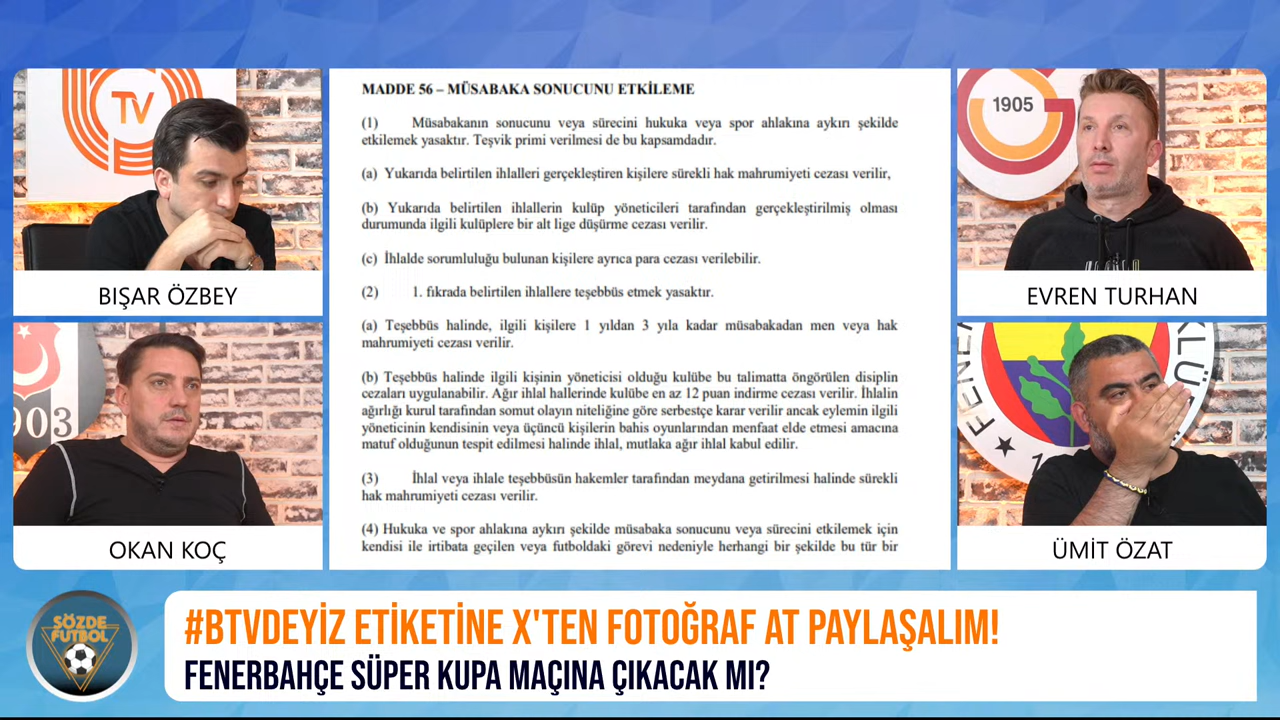 TV
BIŞAR ÖZBEY
903
OKAN KOÇ
MADDE 56 – MÜSABAKA SONUCUNU ETKİLEME
(1) Müsabakanın sonucunu veya sürecini hukuka veya spor ahlakına aykırı şekilde
etkilemek yasaktır. Teşvik primi verilmesi de bu kapsamdadır.
(a) Yukarıda belirtilen ihlalleri gerçekleştiren kişilere sürekli hak mahrumiyeti cezası verilir,
(b) Yukarıda belirtilen ihlallerin kulüp yöneticileri tarafından gerçekleştirilmiş olması
durumunda ilgili kulüplere bir alt lige düşürme cezası verilir.
(c) İhlalde sorumluluğu bulunan kişilere ayrıca para cezası verilebilir.
(2) 1. fıkrada belirtilen ihlallere teşebbüs etmek yasaktır.
(a) Teşebbüs halinde, ilgili kişilere 1 yıldan 3 yıla kadar müsabakadan men veya hak
mahrumiyeti cezası verilir.
(b) Teşebbüs halinde ilgili kişinin yöneticisi olduğu kulübe bu talimatta öngörülen disiplin
cezaları uygulanabilir. Ağır ihlal hallerinde kulübe en az 12 puan indirme cezası verilir. İhlalin
ağırlığı kurul tarafından somut olayın niteliğine göre serbestçe karar verilir ancak eylemin ilgili
yöneticinin kendisinin veya üçüncü kişilerin bahis oyunlarından menfaat elde etmesi amacına
matuf olduğunun tespit edilmesi halinde ihlal, mutlaka ağır ihlal kabul edilir.
(3) İhlal veya ihlale teşebbüsün hakemler tarafından meydana getirilmesi halinde sürekli
hak mahrumiyeti cezası verilir.
(4) Hukuka ve spor ahlakına aykırı şekilde müsabaka sonucunu veya sürecini etkilemek için
kendisi ile irtibata geçilen veya futboldaki görevi nedeniyle herhangi bir şekilde bu tür bir
1905
EVREN TURHAN
ÜMİT ÖZAT
SÖZDE
FUTBOL
#BTVDEYİZ ETİKETİNE X'TEN FOTOĞRAF AT PAYLAŞALIM!
FENERBAHÇE SÜPER KUPA MAÇINA ÇIKACAK MI?